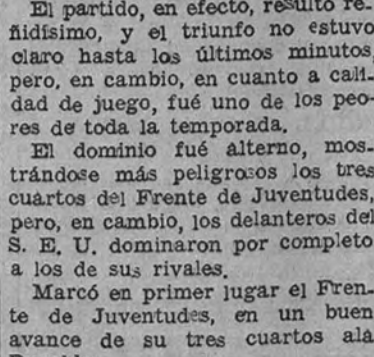 El partido, en efecto, resultó re-
ñidísimo, y el triunfo no estuvo
claro hasta los últimos minutos,
pero, en cambio, en cuanto a cali-
dad de juego, fué uno de los peo-
res de toda la temporada.
El dominio fué alterno, mos-
trándose más peligrosos los tres
cuartos del Frente de Juventudes,
pero, en cambio, los delanteros del
S. E. U. dominaron por completo
a los de sus rivales.
Marcó en primer lugar el Fren-
te de Juventudes, en un buen
avance de su tres cuartos ala